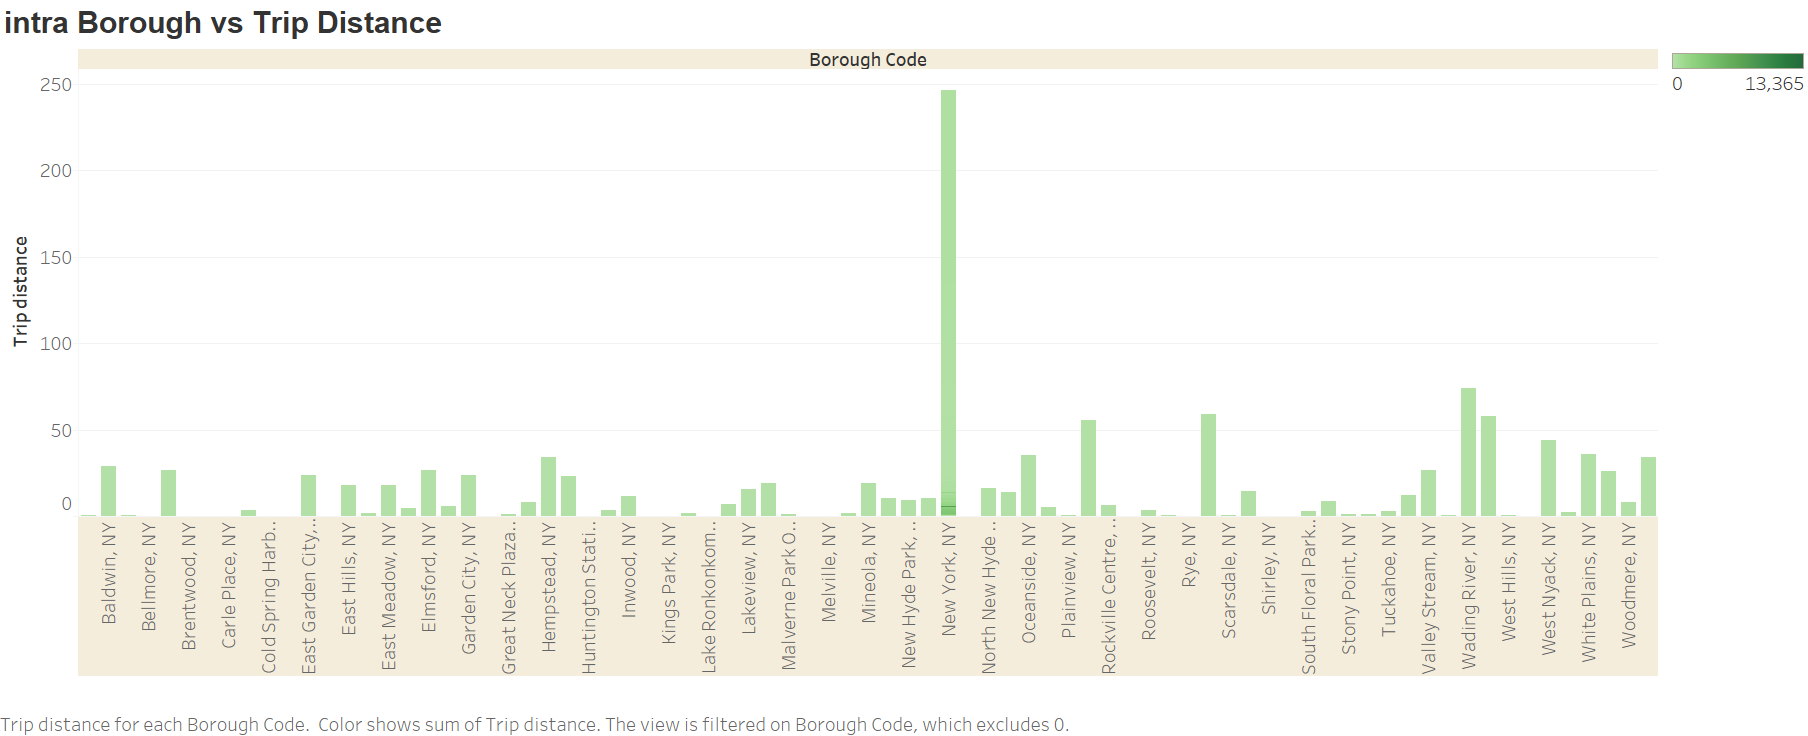 intra Borough vs Trip Distance
Borough Code
0 13,365
Trip distance
250
200
150
100
50
0
Baldwin, NY
Bellmore, NY
Brentwood, NY
Carle Place, NY
Cold Spring Harb..
East Garden City,..
East Hills, NY
East Meadow, NY
Elmsford, NY
Garden City, NY
Great Neck Plaza..
Hempstead, NY
Huntington Stati..
Inwood, NY
Kings Park, NY
Lake Ronkonkom..
Lakeview, NY
Malverne Park O..
Melville, NY
Mineola, NY
New Hyde Park, ..
New York, NY
North New Hyde ..
Oceanside, NY
Plainview, NY
Rockville Centre, ..
Roosevelt, NY
Rye, NY
Scarsdale, NY
Shirley, NY
South Floral Park..
Stony Point, NY
Tuckahoe, NY
Valley Stream, NY
Wading River, NY
West Hills, NY
West Nyack, NY
White Plains, NY
Woodmere, NY
Trip distance for each Borough Code.  Color shows sum of Trip distance. The view is filtered on Borough Code, which excludes 0.